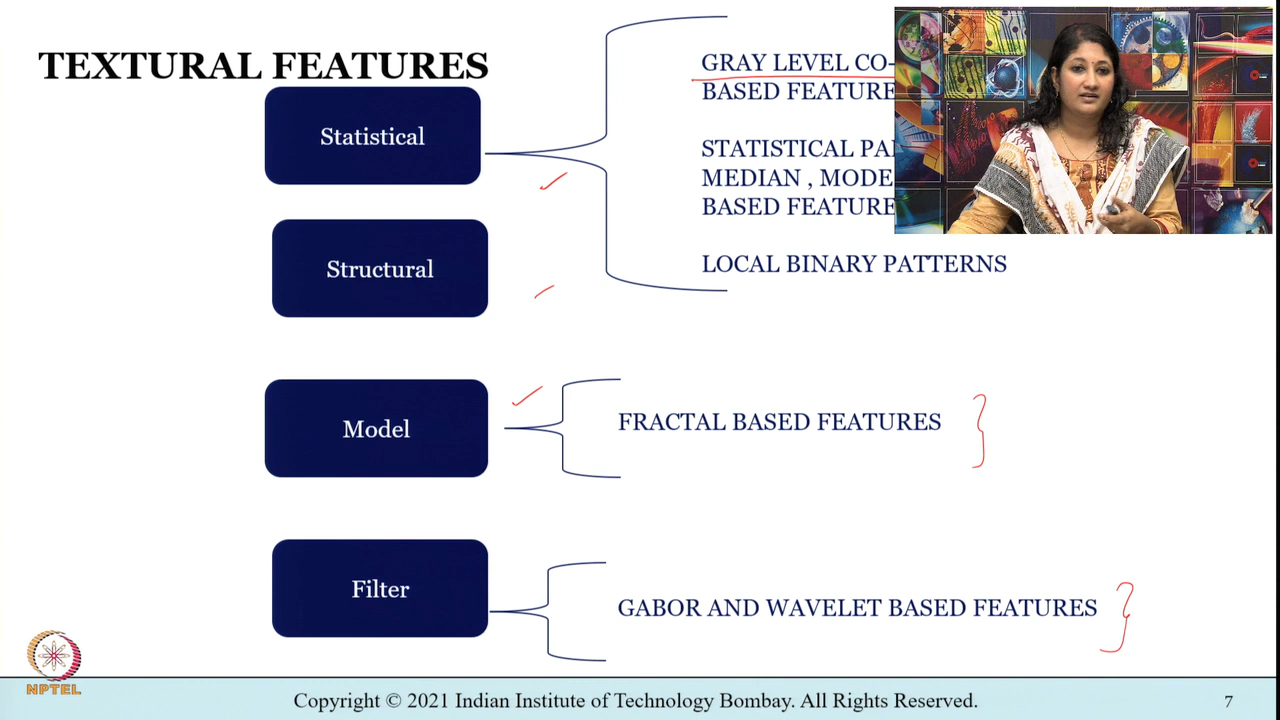 TEXTURAL FEATURES
Statistical
GRAY LEVEL CO-
BASED FEATURE
STATISTICAL
MEDIAN , MODE
BASED FEATURE
LOCAL BINARY PATTERNS
Structural
Model
FRACTAL BASED FEATURES
Filter
GABOR AND WAVELET BASED FEATURES
NPTEL
Copyright © 2021 Indian Institute of Technology Bombay. All Rights Reserved.
7